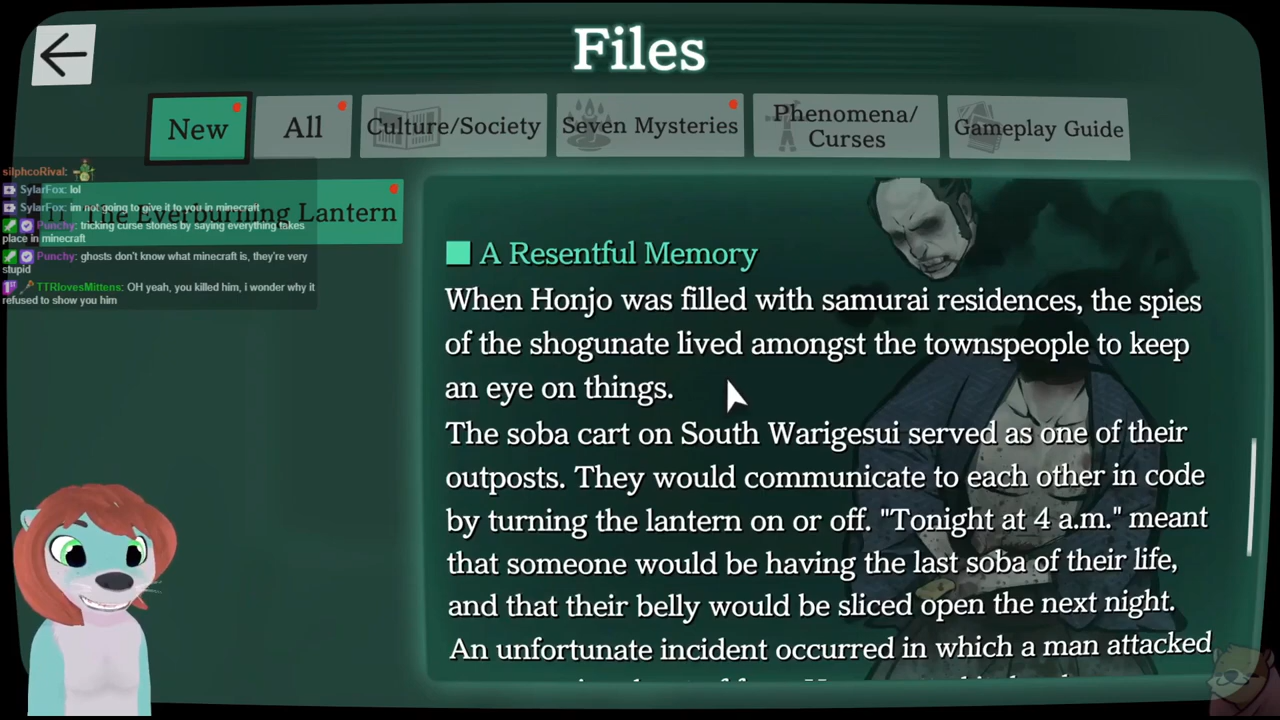 Files
New
All
Culture/Society
Seven Mysteries
Phenomena/
Curses
Gameplay Guide
The Everburning Lantern
silphcoRival:
SylarFox: lol
SylarFox: im not going to give it to you in minecraft
Punchy: tricking curse stones by saying everything takes
place in minecraft
Punchy: ghosts don't know what minecraft is, they're very
stupid
TTRlovesMittens: OH yeah, you killed him, i wonder why it
refused to show you him
A Resentful Memory
When Honjo was filled with samurai residences, the spies
of the shogunate lived amongst the townspeople to keep
an eye on things.
The soba cart on South Warigesui served as one of their
outposts. They would communicate to each other in code
by turning the lantern on or off. "Tonight at 4 a.m." meant
that someone would be having the last soba of their life,
and that their belly would be sliced open the next night.
An unfortunate incident occurred in which a man attacked